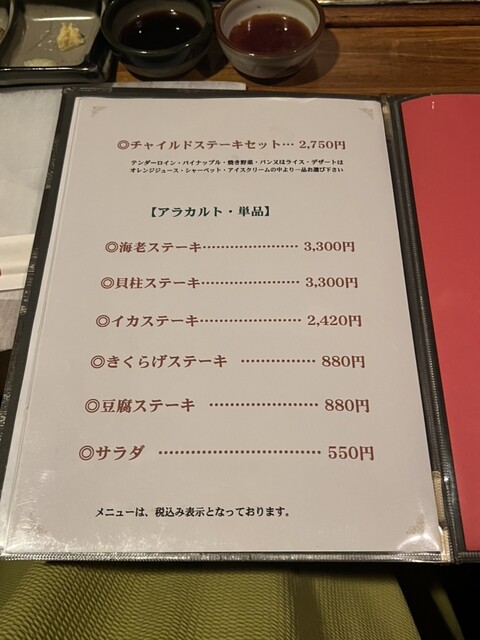 ◎チャイルドステーキセット… 2,750円
テンダーロイン・パイナップル・焼き野菜・パン又はライス・デザートは
オレンジジュース・シャーベット・アイスクリームの中より一品お選び下さい
【アラカルト・単品】
◎海老ステーキ………………… 3,300円
◎貝柱ステーキ………………… 3,300円
◎イカステーキ………………… 2,420円
◎きくらげステーキ …………… 880円
◎豆腐ステーキ ………………… 880円
◎サラダ ………………………… 550円
メニューは、税込み表示となっております。